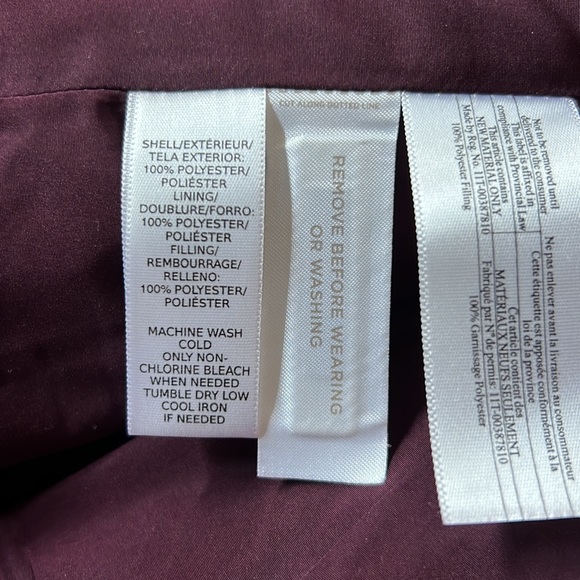 SHELL/EXTÉRIEUR/
TELA EXTERIOR:
100% POLYESTER/
POLIÉSTER
LINING/
DOUBLURE/FORRO:
100% POLYESTER/
POLIÉSTER
FILLING/
REMBOURRAGE/
RELLENO:
100% POLYESTER/
POLIÉSTER
MACHINE WASH
COLD
ONLY NON-
CHLORINE BLEACH
WHEN NEEDED
TUMBLE DRY LOW
COOL IRON
IF NEEDED
CUT ALONG DOTTED LINE
REMOVE BEFORE WEARING
OR WASHING
Not to be removed until
delivered to the consumer
This label is affixed in
compliance with Provincial Law
This article contains
NEW MATERIAL ONLY
Made by Reg. No. 11T-00387810
100% Polyester Filling
Ne pas enlever avant la livraison au consommateur
Cette étiquette est apposée conformément à la
loi de la province
Cet article contient des
MATÉRIAUX NEUFS SEULEMENT
Fabriqué par N° de permis: 11T-00387810
100% Garnissage Polyester